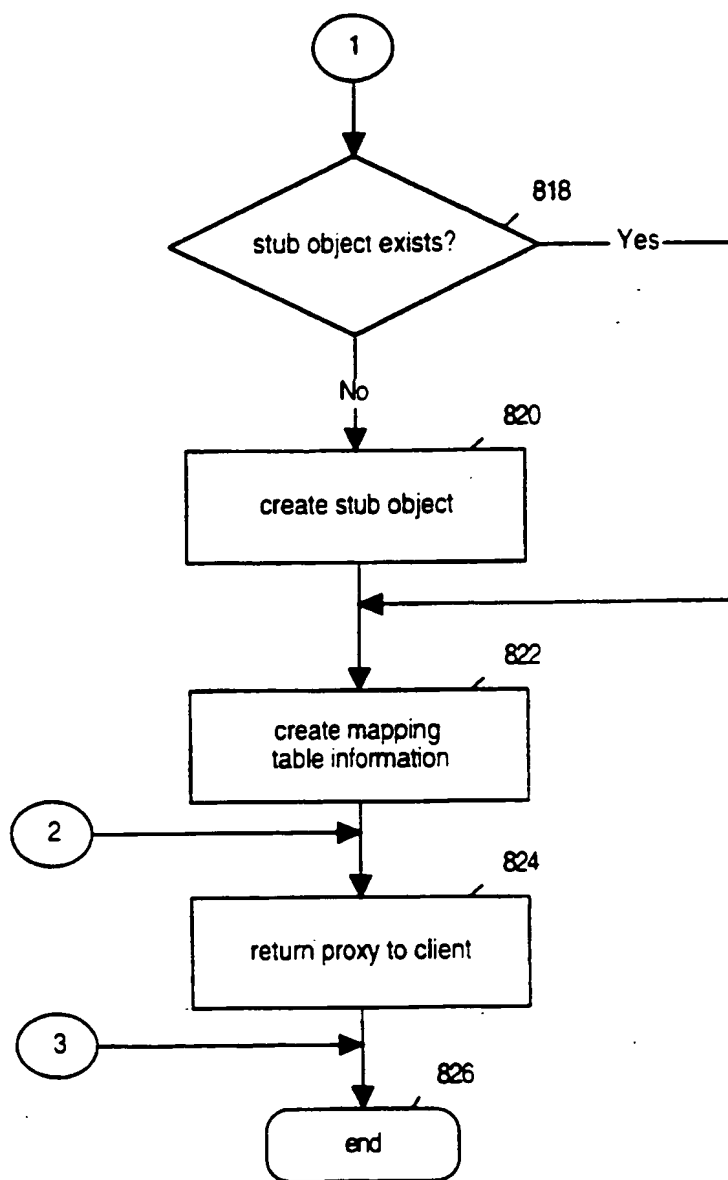 1
818
stub object exists?
Yes
No
820
create stub object
822
create mapping
table information
2
824
return proxy to client
3
826
end